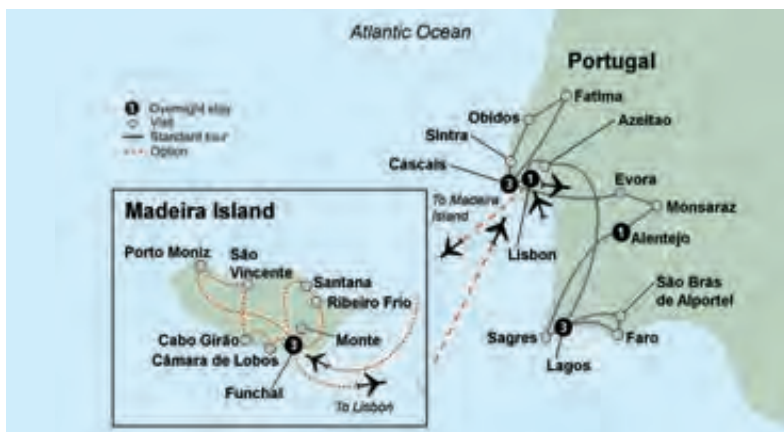 Atlantic Ocean
Portugal
1 Overnight stay
Visit
Standard tour
Option
Fatima
Obidos
Azeitao
Sintra
Cascais
3
1
To Madeira
Island
Evora
Monsaraz
1
Alentejo
Lisbon
São Brás
de Alportel
Sagres
3
Faro
Lagos
Madeira Island
Porto Moniz
São
Vincente
Santana
Ribeiro Frio
Cabo Girão
Monte
Câmara de Lobos
3
Funchal
To Lisbon